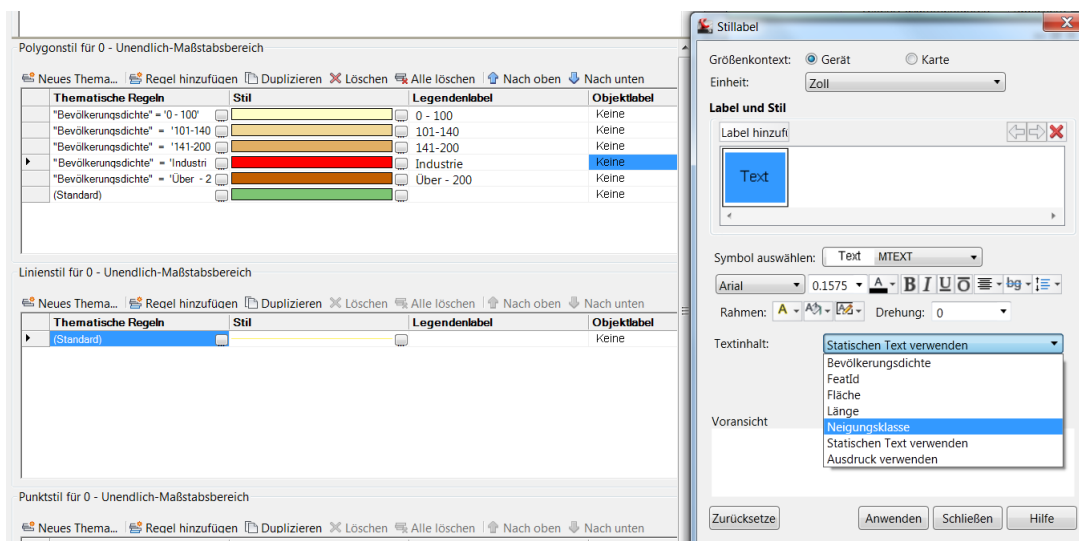 Polygonstil für 0 - Unendlich-Maßstabsbereich
Neues Thema... Regel hinzufügen Duplizieren Löschen Alle löschen Nach oben Nach unten
Thematische Regeln Stil Legendenlabel Objektlabel
"Bevölkerungsdichte" = '0 - 100' 0 - 100 Keine
"Bevölkerungsdichte" = '101-140 101-140 Keine
"Bevölkerungsdichte" = '141-200 141-200 Keine
"Bevölkerungsdichte" = 'Industri Industrie Keine
"Bevölkerungsdichte" = 'Über - 2 Über - 200 Keine
(Standard) Keine
Linienstil für 0 - Unendlich-Maßstabsbereich
Neues Thema... Regel hinzufügen Duplizieren Löschen Alle löschen Nach oben Nach unten
Thematische Regeln Stil Legendenlabel Objektlabel
(Standard) Keine
Punktstil für 0 - Unendlich-Maßstabsbereich
Neues Thema... Regel hinzufügen Duplizieren Löschen Alle löschen Nach oben Nach unten
Stillabel
Größenkontext: Gerät Karte
Einheit: Zoll
Label und Stil
Label hinzufü
Text
Symbol auswählen: Text MTEXT
Arial 0.1575 A B I U O bg
Rahmen: A Drehung: 0
Textinhalt: Statischen Text verwenden
Bevölkerungsdichte
FeatId
Fläche
Länge
Neigungsklasse
Statischen Text verwenden
Ausdruck verwenden
Voransicht
Zurücksetze Anwenden Schließen Hilfe